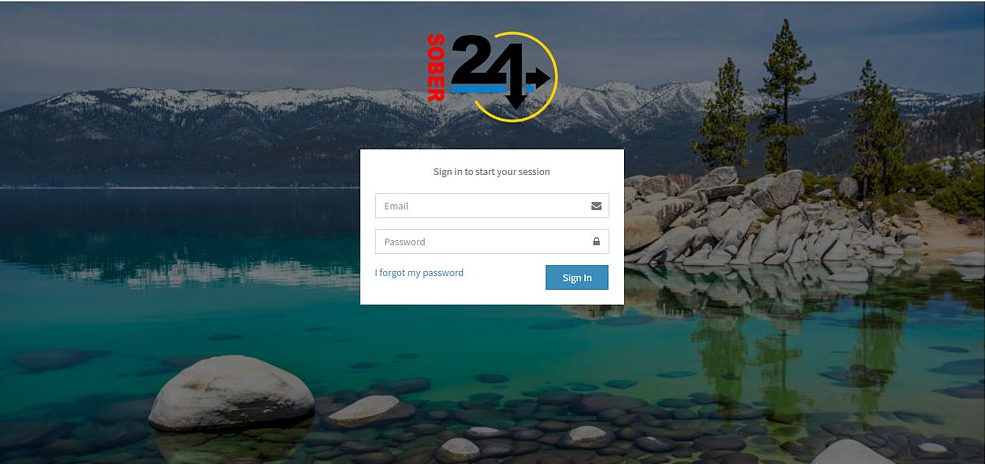 SOBER
24
Sign in to start your session
Email
Password
I forgot my password
Sign In